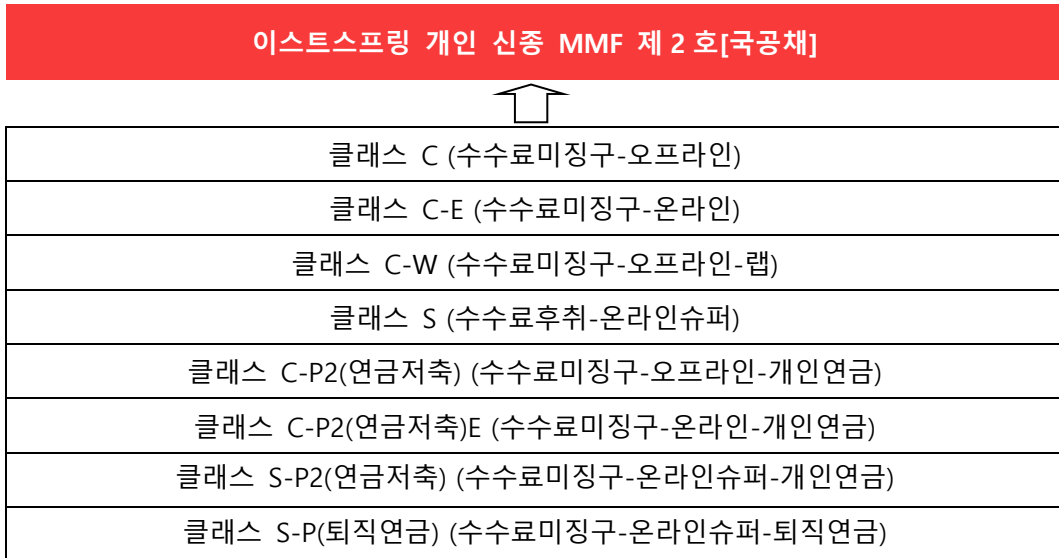 이스트스프링 개인 신종 MMF 제 2 호[국공채]
클래스 C (수수료미징구-오프라인)
클래스 C-E (수수료미징구-온라인)
클래스 C-W (수수료미징구-오프라인-랩)
클래스 S (수수료후취-온라인슈퍼)
클래스 C-P2(연금저축) (수수료미징구-오프라인-개인연금)
클래스 C-P2(연금저축)E (수수료미징구-온라인-개인연금)
클래스 S-P2(연금저축) (수수료미징구-온라인슈퍼-개인연금)
클래스 S-P(퇴직연금) (수수료미징구-온라인슈퍼-퇴직연금)